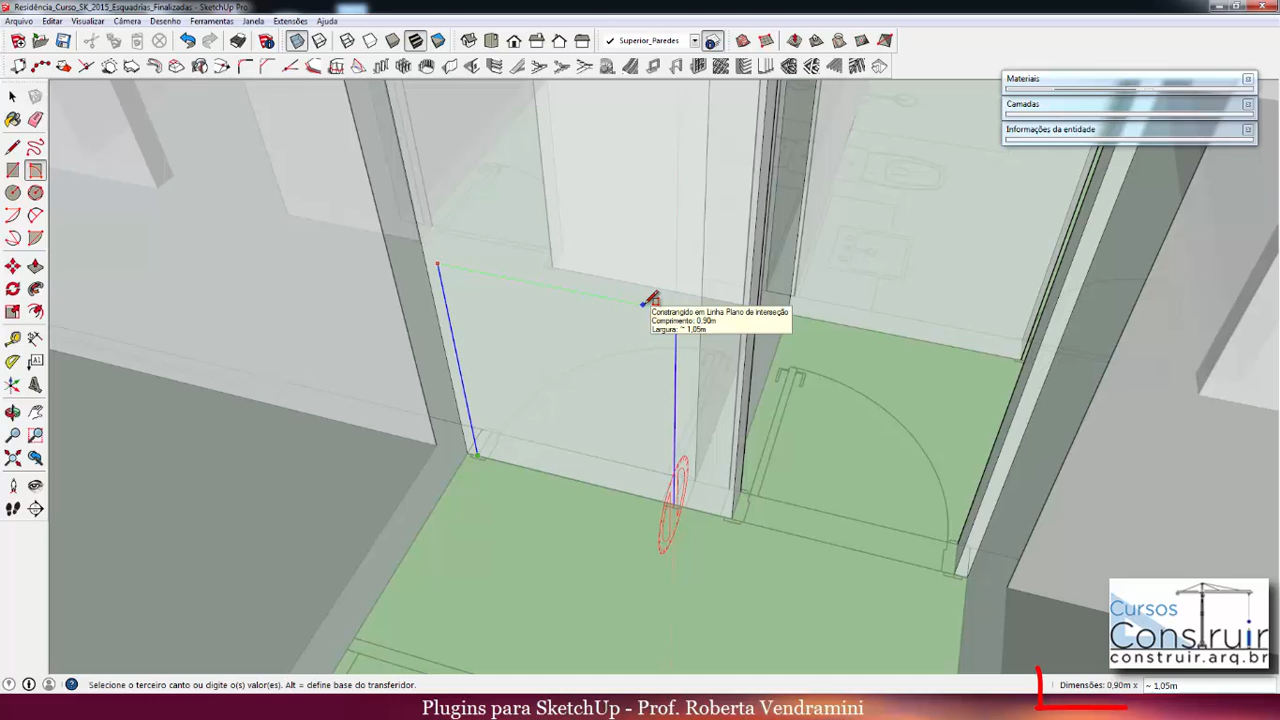 Residência_Curso_SK_2015_Esquadrias_Finalizadas - SketchUp Pro
Arquivo Editar Visualizar Câmera Desenho Ferramentas Janela Extensões Ajuda
Superior_Paredes
Materiais
Camadas
Informações da entidade
Constrangido em Linha Plano de interseção
Comprimento: 0,90m
Largura: ~ 1,05m
A1
Cursos
Construir
construir.arq.br
Selecione o terceiro canto ou digite o(s) valor(es). Alt = define base do transferidor.
Dimensões: 0,90m x ~ 1,05m
Plugins para SketchUp - Prof. Roberta Vendramini